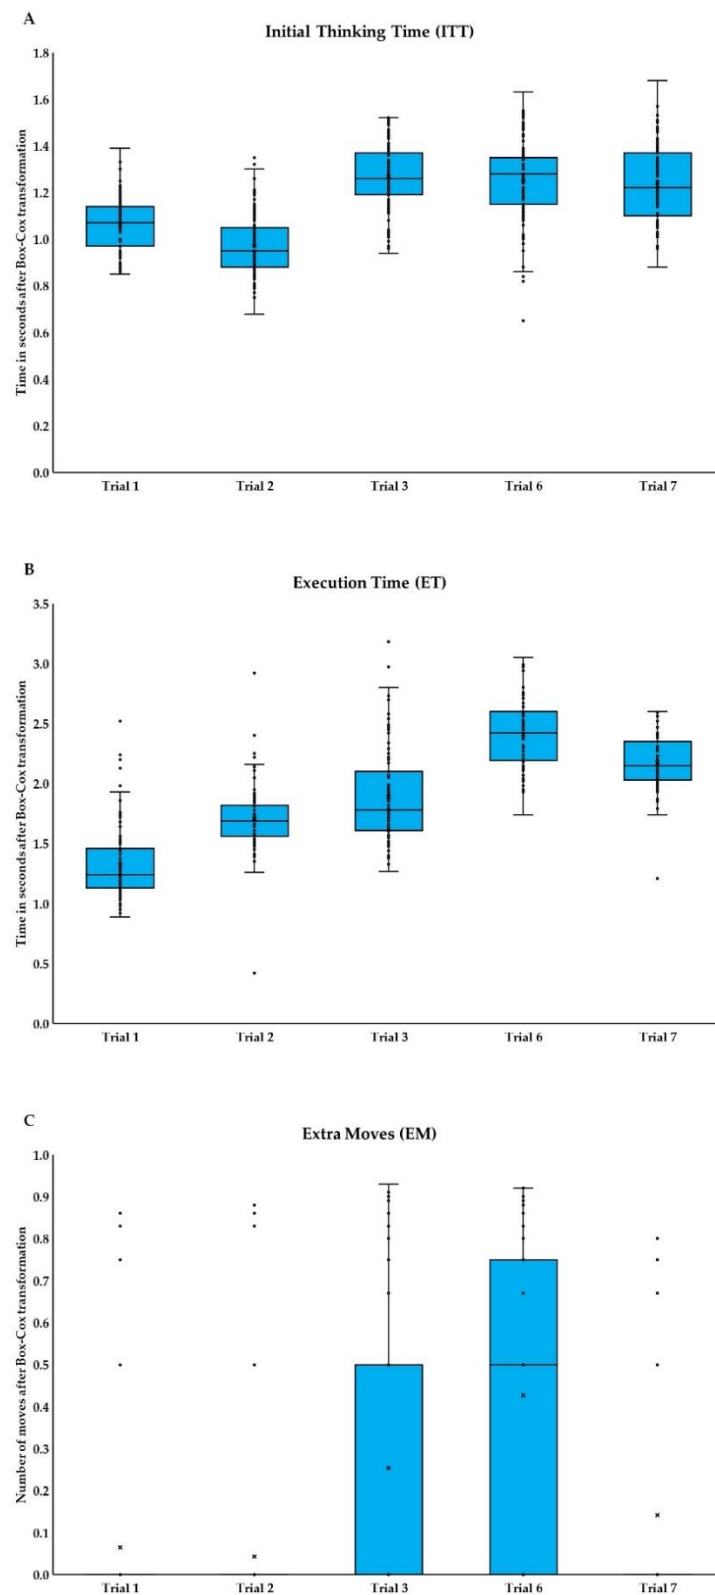 A
Initial Thinking Time (ITT)
Time in seconds after Box-Cox transformation
1.8
1.6
1.4
1.2
1.0
0.8
0.6
0.4
0.2
0.0
Trial 1 Trial 2 Trial 3 Trial 6 Trial 7
B
Execution Time (ET)
Time in seconds after Box-Cox transformation
3.5
3.0
2.5
2.0
1.5
1.0
0.5
0.0
Trial 1 Trial 2 Trial 3 Trial 6 Trial 7
C
Extra Moves (EM)
Number of moves after Box-Cox transformation
1.0
0.9
0.8
0.7
0.6
0.5
0.4
0.3
0.2
0.1
0.0
Trial 1 Trial 2 Trial 3 Trial 6 Trial 7